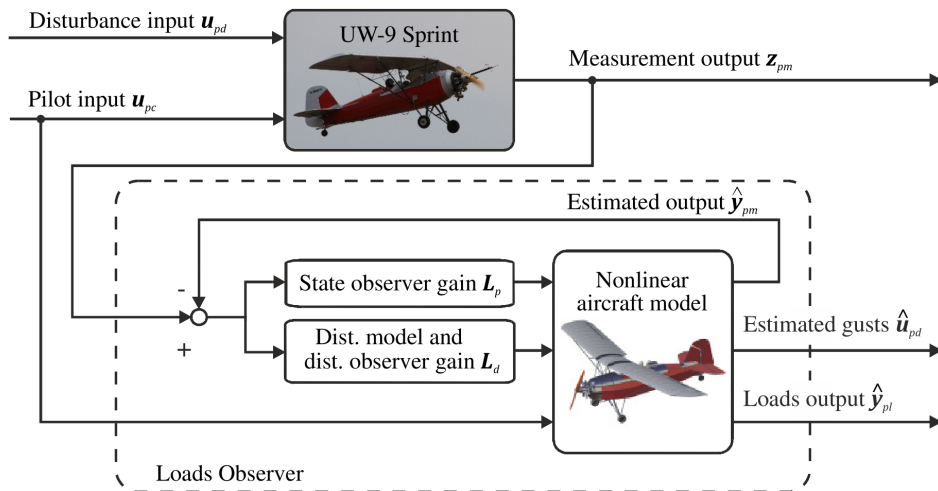 Disturbance input u_pd
UW-9 Sprint
Measurement output z_pm
Pilot input u_pc
Estimated output ŷ_pm
State observer gain L_p
Nonlinear
aircraft model
-
+
Dist. model and
dist. observer gain L_d
Estimated gusts û_pd
Loads output ŷ_pl
Loads Observer